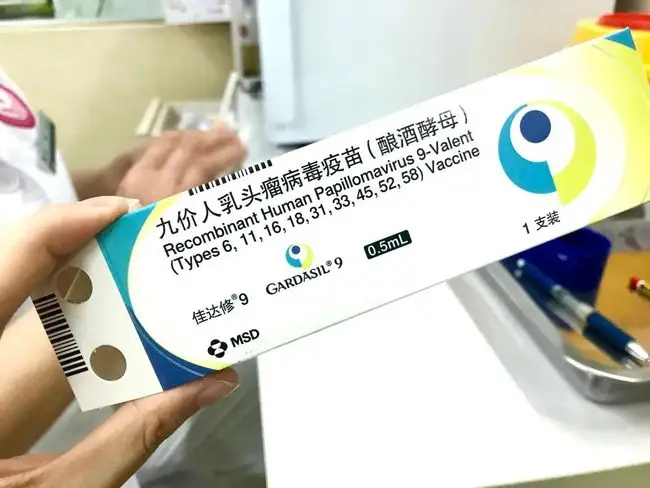 九价人乳头瘤病毒疫苗（酿酒酵母）
Recombinant Human Papillomavirus 9-Valent
(Types 6, 11, 16, 18, 31, 33, 45, 52, 58) Vaccine
佳达修®9
GARDASIL®9
0.5mL
1 支装
MSD